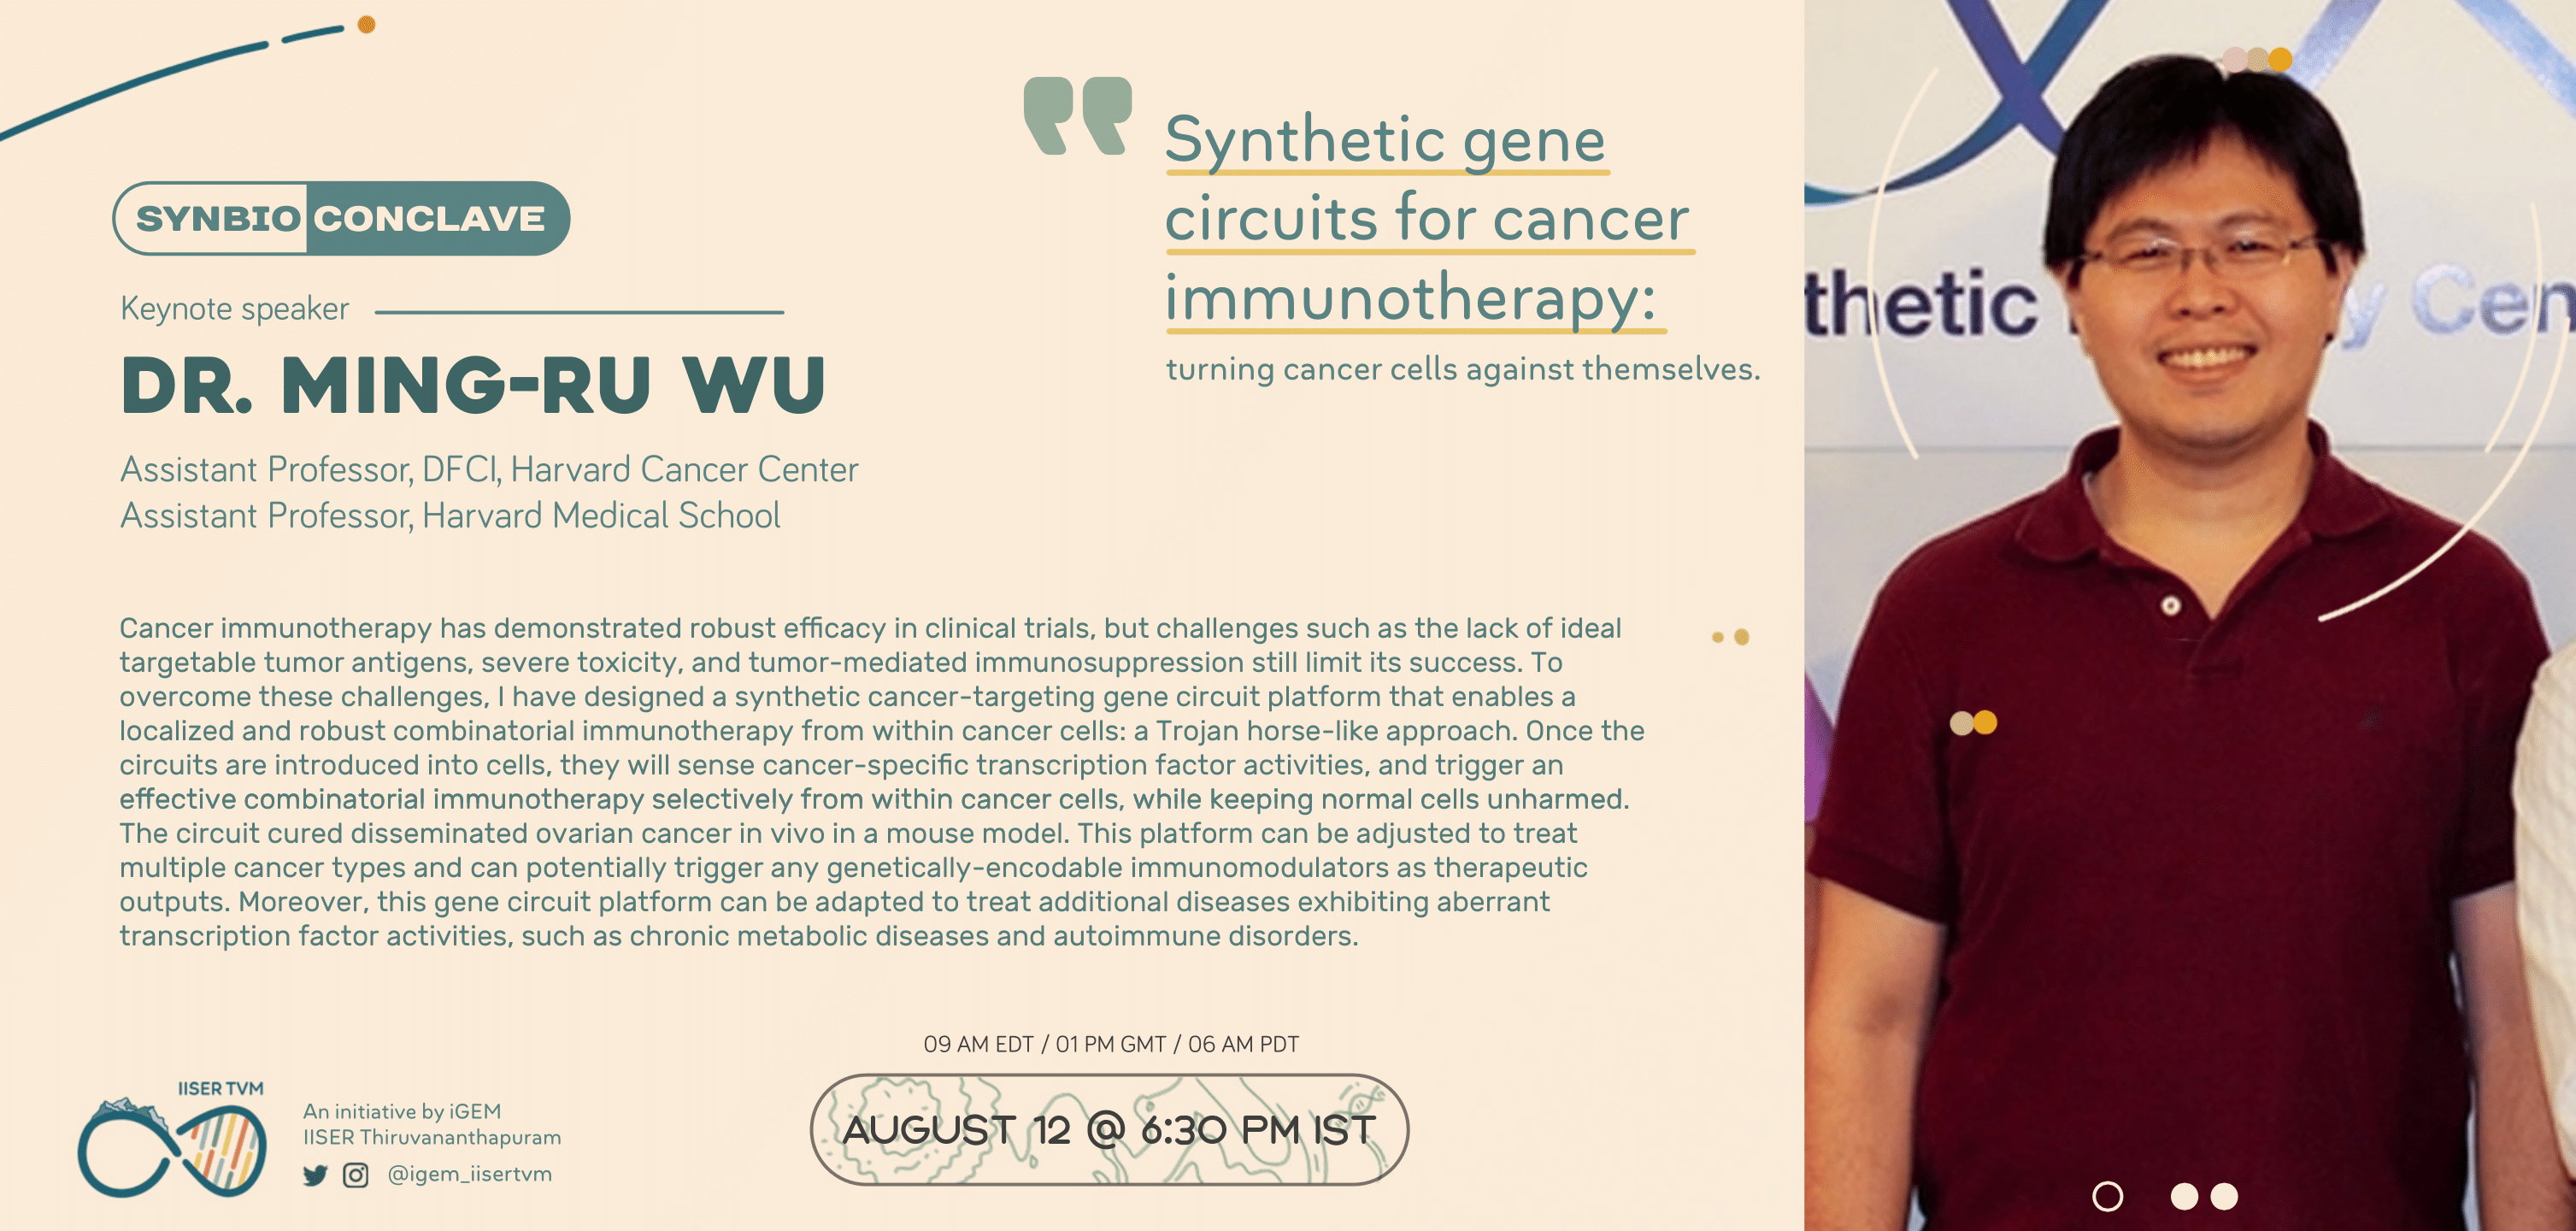 SYNBIO CONCLAVE
Keynote speaker
DR. MING-RU WU
Assistant Professor, DFCI, Harvard Cancer Center
Assistant Professor, Harvard Medical School
Synthetic gene
circuits for cancer
immunotherapy:
turning cancer cells against themselves.
Cancer immunotherapy has demonstrated robust efficacy in clinical trials, but challenges such as the lack of ideal
targetable tumor antigens, severe toxicity, and tumor-mediated immunosuppression still limit its success. To
overcome these challenges, I have designed a synthetic cancer-targeting gene circuit platform that enables a
localized and robust combinatorial immunotherapy from within cancer cells: a Trojan horse-like approach. Once the
circuits are introduced into cells, they will sense cancer-specific transcription factor activities, and trigger an
effective combinatorial immunotherapy selectively from within cancer cells, while keeping normal cells unharmed.
The circuit cured disseminated ovarian cancer in vivo in a mouse model. This platform can be adjusted to treat
multiple cancer types and can potentially trigger any genetically-encodable immunomodulators as therapeutic
outputs. Moreover, this gene circuit platform can be adapted to treat additional diseases exhibiting aberrant
transcription factor activities, such as chronic metabolic diseases and autoimmune disorders.
09 AM EDT / 01 PM GMT / 06 AM PDT
AUGUST 12 @ 6:30 PM IST
IISER TVM
An initiative by iGEM
IISER Thiruvananthapuram
@igem_iisertvm
thetic y Cen